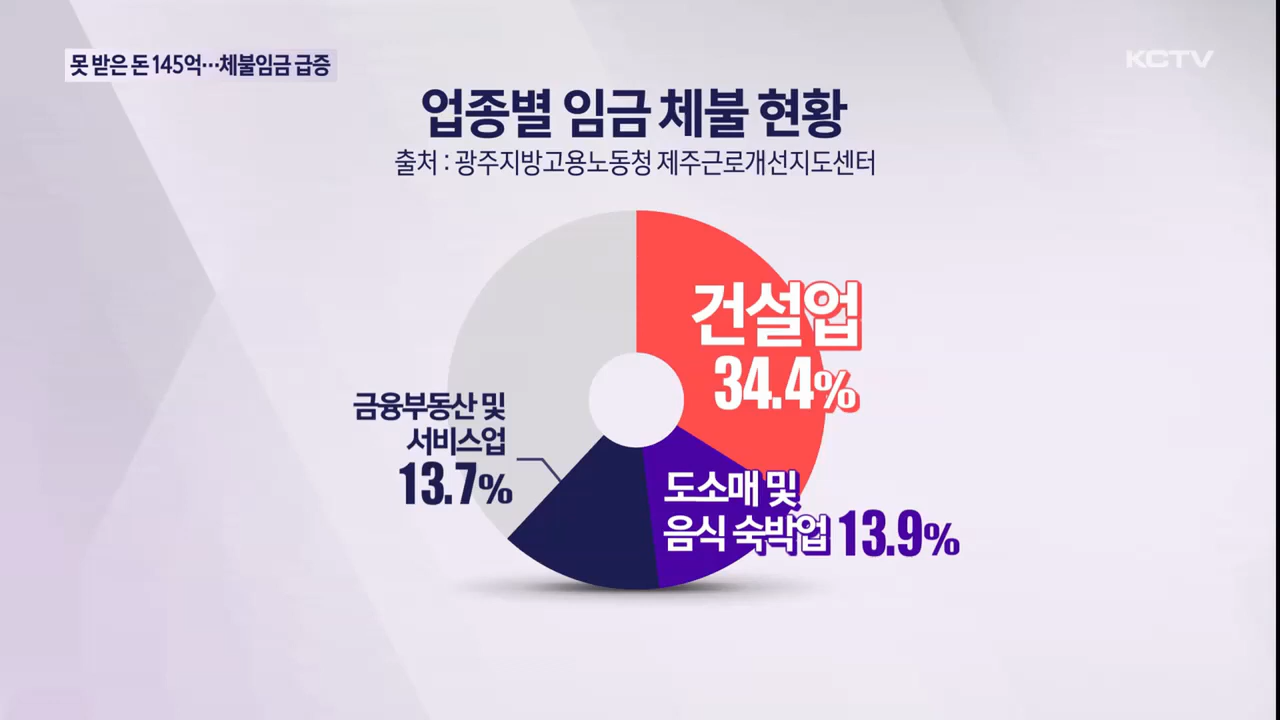 못 받은 돈 145억…체불임금 급증
KCTV
업종별 임금 체불 현황
출처 : 광주지방고용노동청 제주근로개선지도센터
건설업
34.4%
금융부동산 및
서비스업
13.7%
도소매 및
음식 숙박업 13.9%